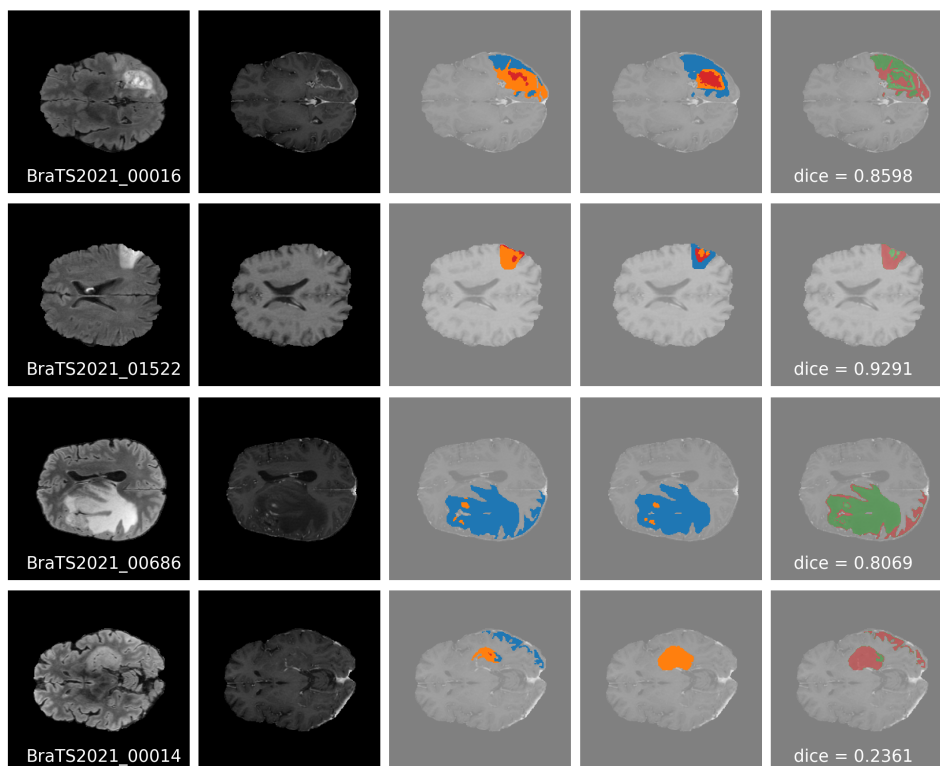 BraTS2021_00016
dice = 0.8598
BraTS2021_01522
dice = 0.9291
BraTS2021_00686
dice = 0.8069
BraTS2021_00014
dice = 0.2361